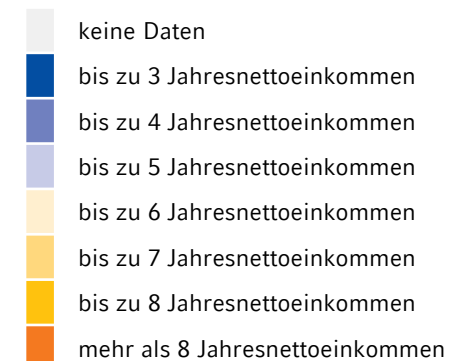 keine Daten
bis zu 3 Jahresnettoeinkommen
bis zu 4 Jahresnettoeinkommen
bis zu 5 Jahresnettoeinkommen
bis zu 6 Jahresnettoeinkommen
bis zu 7 Jahresnettoeinkommen
bis zu 8 Jahresnettoeinkommen
mehr als 8 Jahresnettoeinkommen